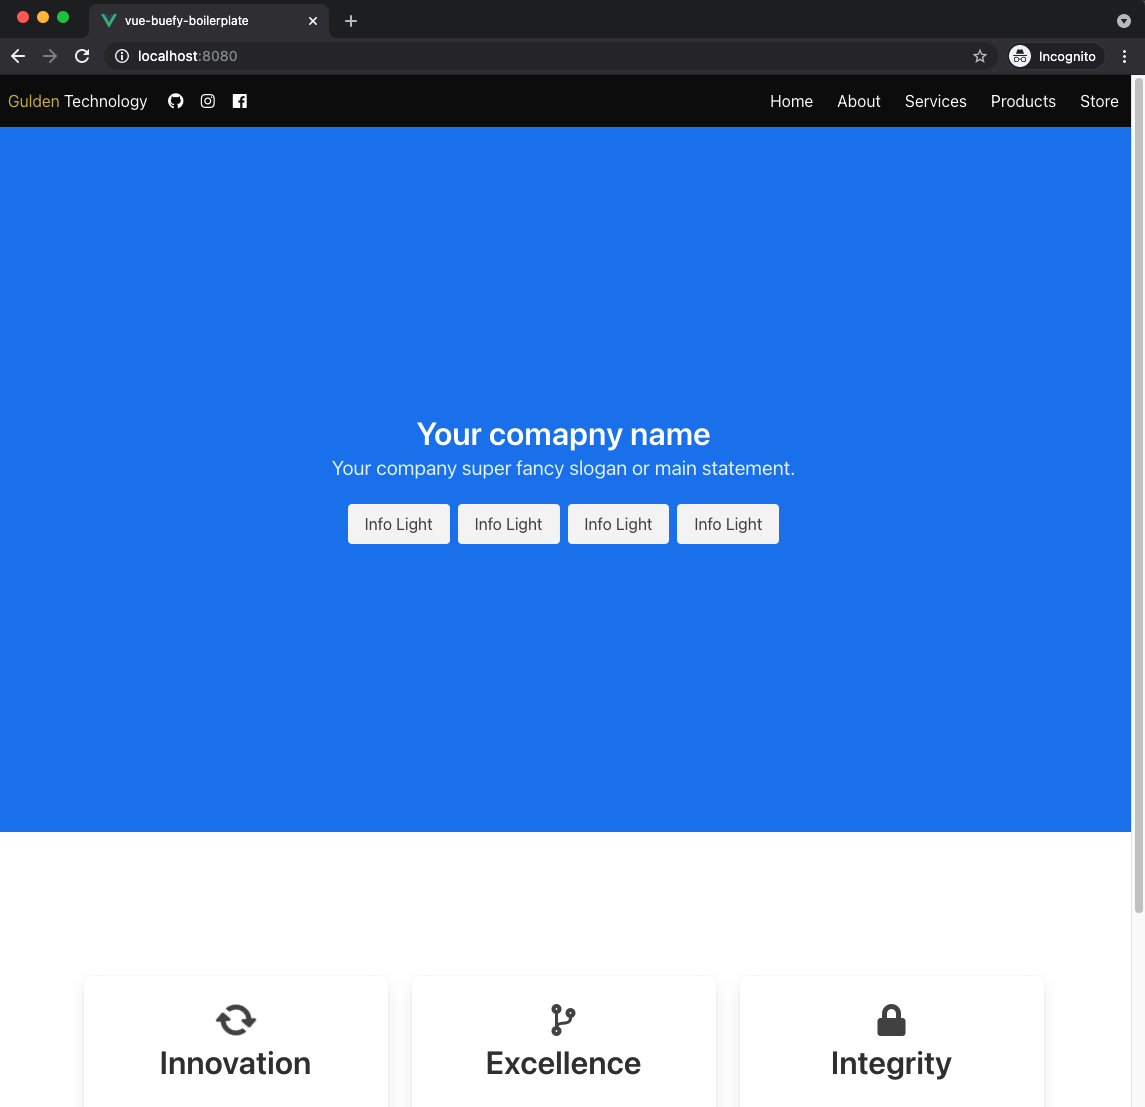 vue-buefy-boilerplate
localhost:8080
Incognito
Gulden Technology
Home About Services Products Store
Your comapny name
Your company super fancy slogan or main statement.
Info Light Info Light Info Light Info Light
Innovation Excellence Integrity